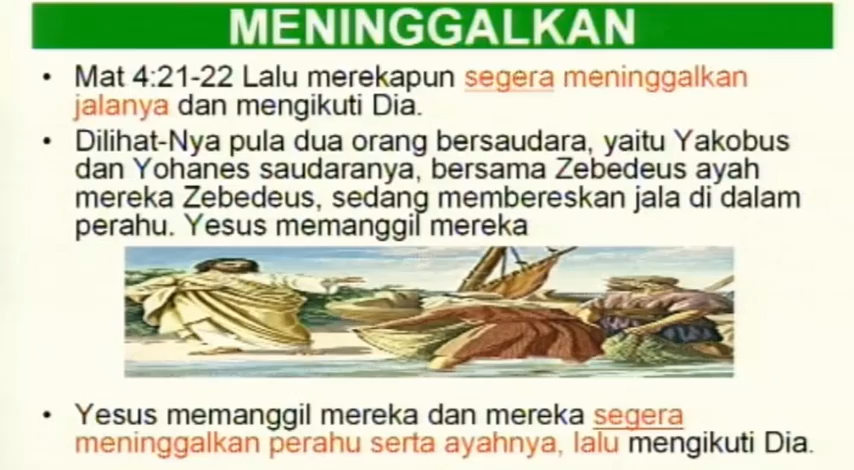 MENINGGALKAN
• Mat 4:21-22 Lalu merekapun segera meninggalkan
jalanya dan mengikuti Dia.
• Dilihat-Nya pula dua orang bersaudara, yaitu Yakobus
dan Yohanes saudaranya, bersama Zebedeus ayah
mereka Zebedeus, sedang membereskan jala di dalam
perahu. Yesus memanggil mereka
• Yesus memanggil mereka dan mereka segera
meninggalkan perahu serta ayahnya, lalu mengikuti Dia.